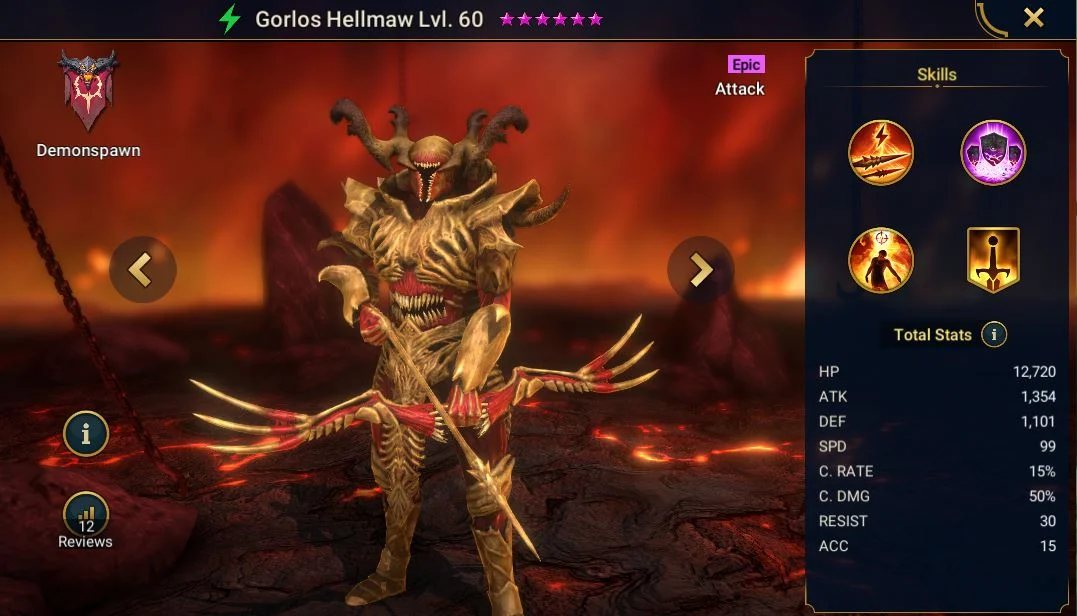 Gorlos Hellmaw Lvl. 60
Demonspawn
Epic
Attack
12
Reviews
Skills
Total Stats
HP 12,720
ATK 1,354
DEF 1,101
SPD 99
C. RATE 15%
C. DMG 50%
RESIST 30
ACC 15